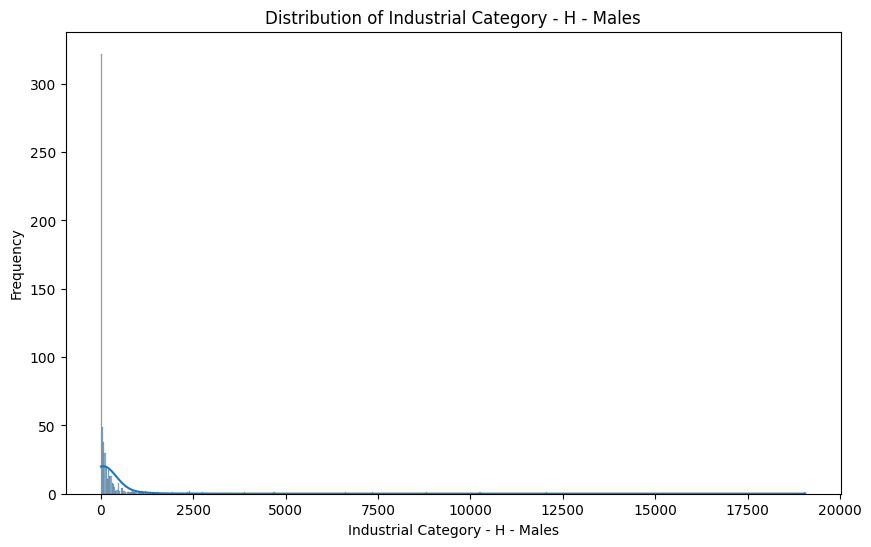 Distribution of Industrial Category - H - Males
Frequency
300
250
200
150
100
50
0
0 2500 5000 7500 10000 12500 15000 17500 20000
Industrial Category - H - Males